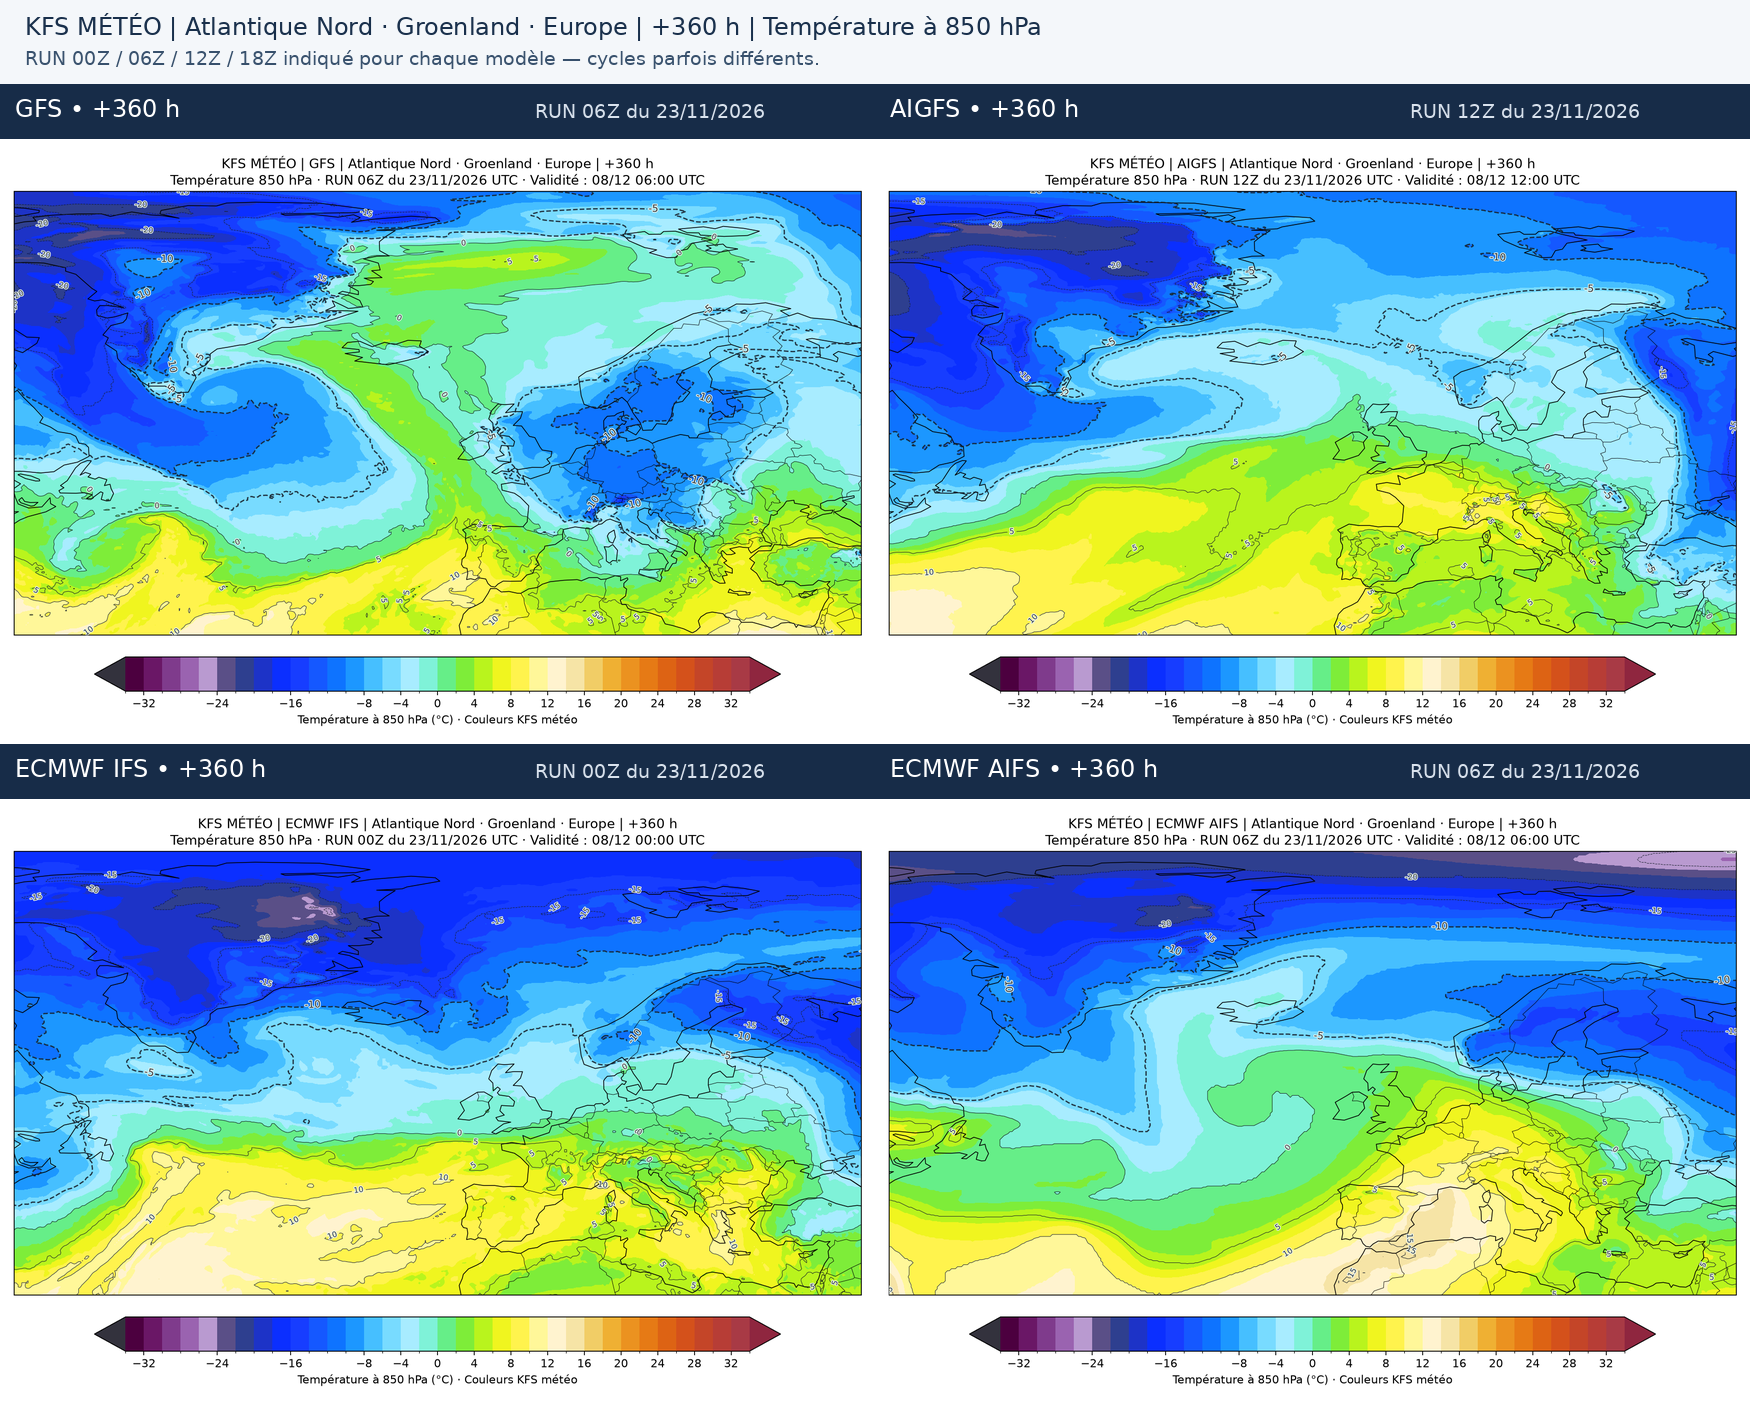 KFS MÉTÉO | Atlantique Nord · Groenland · Europe | +360 h | Température à 850 hPa
RUN 00Z / 06Z / 12Z / 18Z indiqué pour chaque modèle — cycles parfois différents.
GFS • +360 h
RUN 06Z du 23/11/2026
KFS MÉTÉO | GFS | Atlantique Nord · Groenland · Europe | +360 h
Température 850 hPa · RUN 06Z du 23/11/2026 UTC · Validité : 08/12 06:00 UTC
−32 −24 −16 −8 −4 0 4 8 12 16 20 24 28 32
Température à 850 hPa (°C) · Couleurs KFS météo
AIGFS • +360 h
RUN 12Z du 23/11/2026
KFS MÉTÉO | AIGFS | Atlantique Nord · Groenland · Europe | +360 h
Température 850 hPa · RUN 12Z du 23/11/2026 UTC · Validité : 08/12 12:00 UTC
−32 −24 −16 −8 −4 0 4 8 12 16 20 24 28 32
Température à 850 hPa (°C) · Couleurs KFS météo
ECMWF IFS • +360 h
RUN 00Z du 23/11/2026
KFS MÉTÉO | ECMWF IFS | Atlantique Nord · Groenland · Europe | +360 h
Température 850 hPa · RUN 00Z du 23/11/2026 UTC · Validité : 08/12 00:00 UTC
−32 −24 −16 −8 −4 0 4 8 12 16 20 24 28 32
Température à 850 hPa (°C) · Couleurs KFS météo
ECMWF AIFS • +360 h
RUN 06Z du 23/11/2026
KFS MÉTÉO | ECMWF AIFS | Atlantique Nord · Groenland · Europe | +360 h
Température 850 hPa · RUN 06Z du 23/11/2026 UTC · Validité : 08/12 06:00 UTC
−32 −24 −16 −8 −4 0 4 8 12 16 20 24 28 32
Température à 850 hPa (°C) · Couleurs KFS météo